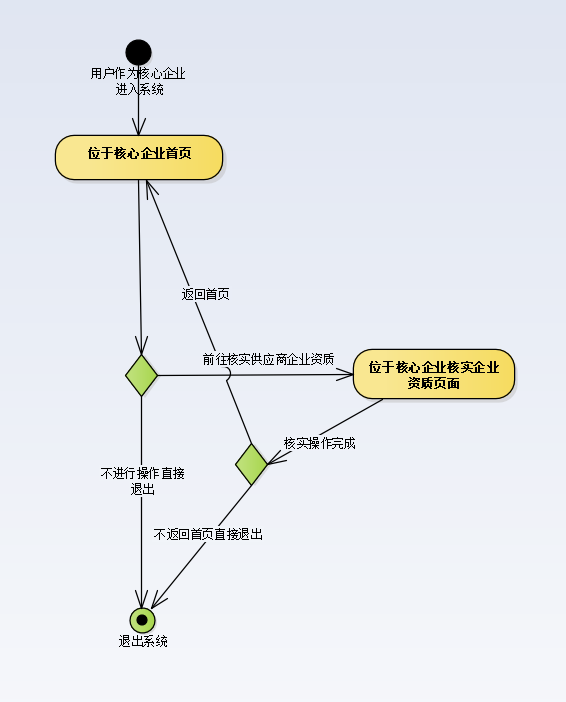 用户作为核心企业
进入系统
位于核心企业首页
返回首页
前往核实供应商企业资质
位于核心企业核实企业
资质页面
核实操作完成
不进行操作直接
退出
不返回首页直接退出
退出系统